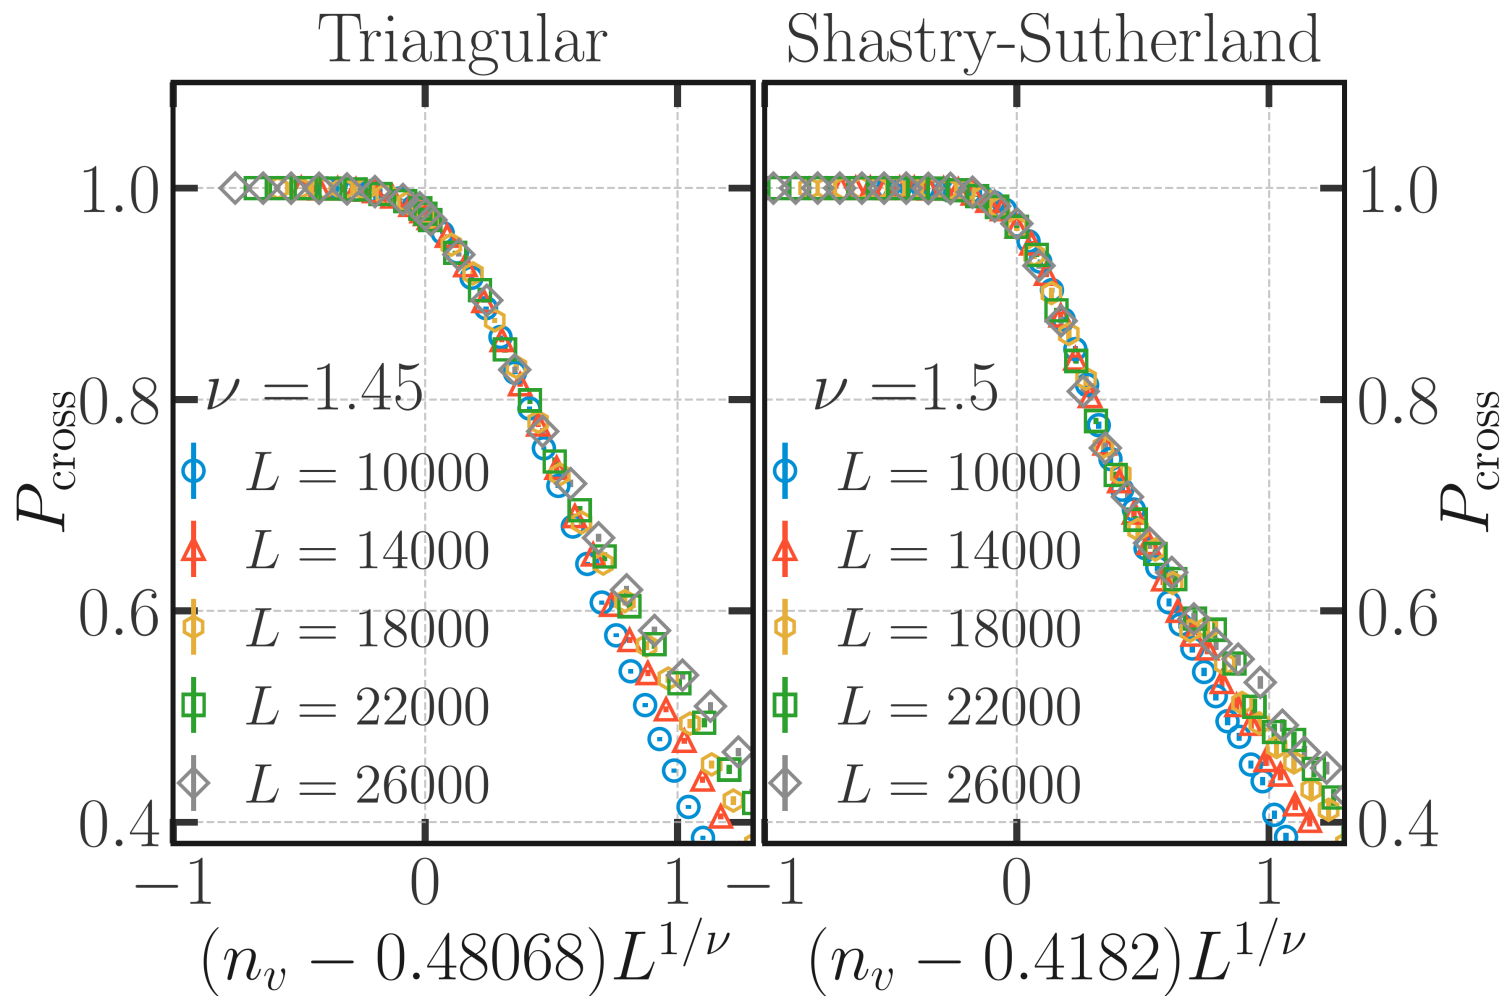 Triangular
Shastry-Sutherland
1.0
0.8
0.6
0.4
P_cross
ν =1.45
L = 10000
L = 14000
L = 18000
L = 22000
L = 26000
−1
0
1
(n_v − 0.48068)L^{1/ν}
ν =1.5
L = 10000
L = 14000
L = 18000
L = 22000
L = 26000
−1
0
1
(n_v − 0.4182)L^{1/ν}
1.0
0.8
0.6
0.4
P_cross